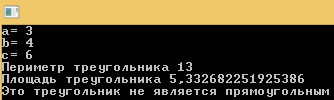 a= 3
b= 4
c= 6
Периметр треугольника 13
Площадь треугольника 5,332682251925386
Это треугольник не является прямоугольным